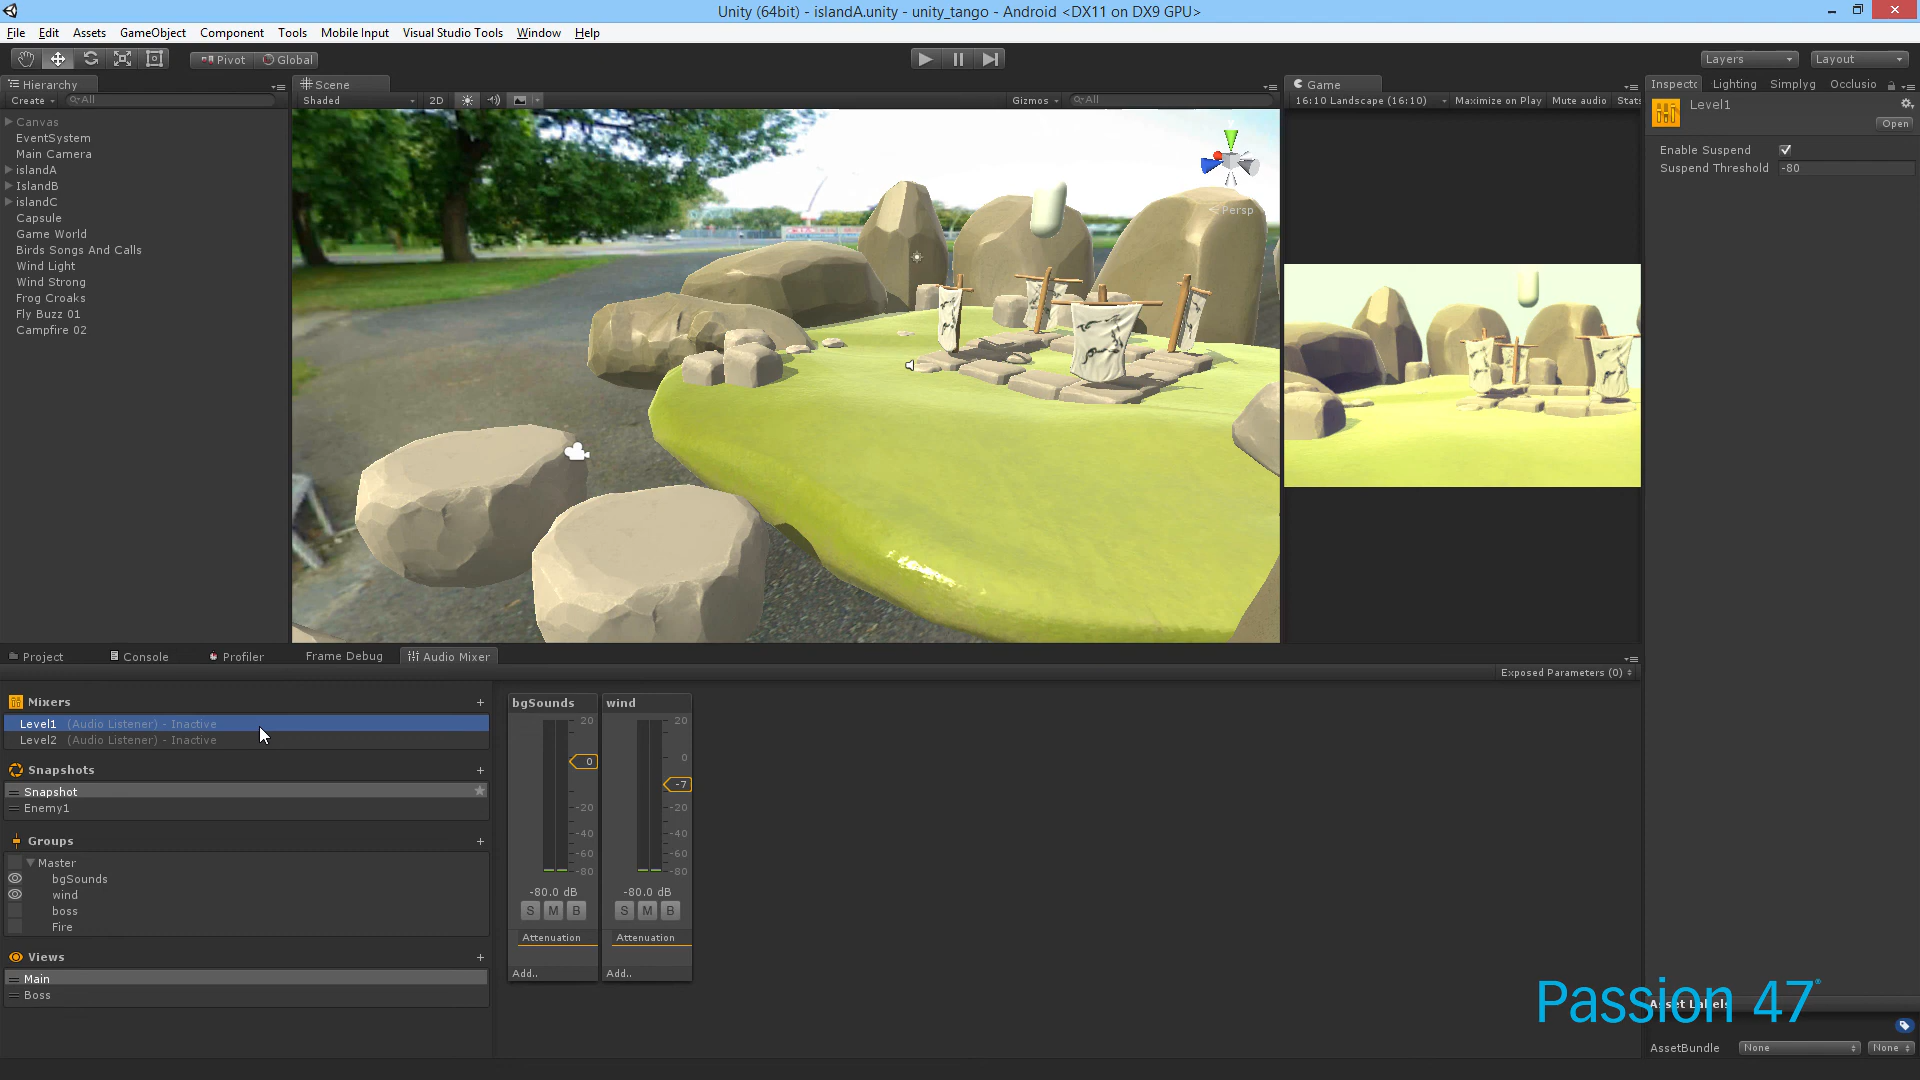 Unity (64bit) - islandA.unity - unity_tango - Android <DX11 on DX9 GPU>
File Edit Assets GameObject Component Tools Mobile Input Visual Studio Tools Window Help
Pivot Global Layers Layout
Hierarchy
Create All
Canvas
EventSystem
Main Camera
islandA
IslandB
islandC
Capsule
Game World
Birds Songs And Calls
Wind Light
Wind Strong
Frog Croaks
Fly Buzz 01
Campfire 02
Scene
Shaded 2D Gizmos All
Persp
Game
16:10 Landscape (16:10) Maximize on Play Mute audio Stats
Inspecto Lighting Simplyg Occlusio
Level1
Open
Enable Suspend
Suspend Threshold -80
Project Console Profiler Frame Debug Audio Mixer
Exposed Parameters (0)
Mixers +
Level1 (Audio Listener) - Inactive
Level2 (Audio Listener) - Inactive
Snapshots +
Snapshot
Enemy1
Groups +
Master
bgSounds
wind
boss
Fire
Views +
Main
Boss
bgSounds
20
0
-20
-40
-60
-80
-80.0 dB
S M B
Attenuation
Add..
wind
20
0
-7
-20
-40
-60
-80
-80.0 dB
S M B
Attenuation
Add..
Passion 47
Asset Labels
AssetBundle None None